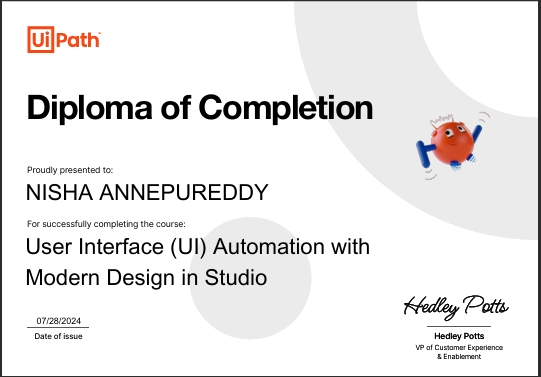 UiPath
Diploma of Completion
Proudly presented to:
NISHA ANNEPUREDDY
For successfully completing the course:
User Interface (UI) Automation with
Modern Design in Studio
07/28/2024
Date of issue
Hedley Potts
Hedley Potts
VP of Customer Experience
& Enablement